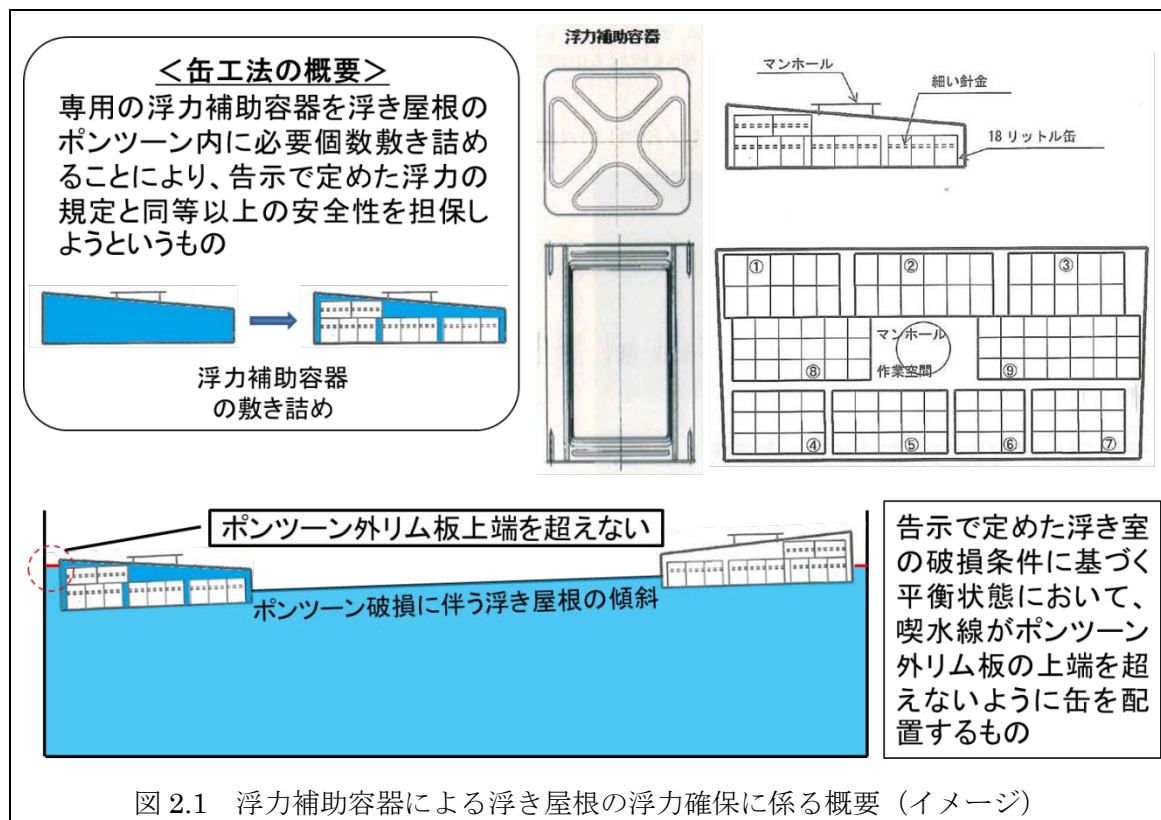 <缶工法の概要>
専用の浮力補助容器を浮き屋根の
ポンツーン内に必要個数敷き詰め
ることにより、告示で定めた浮力の
規定と同等以上の安全性を担保し
ようというもの
浮力補助容器
の敷き詰め
浮力補助容器
マンホール
細い針金
18リットル缶
①
②
③
マンホール
⑧
作業空間
⑨
④
⑤
⑥
⑦
ポンツーン外リム板上端を超えない
ポンツーン破損に伴う浮き屋根の傾斜
告示で定めた浮き室
の破損条件に基づく
平衡状態において、
喫水線がポンツーン
外リム板の上端を超
えないように缶を配
置するもの
図 2.1 浮力補助容器による浮き屋根の浮力確保に係る概要（イメージ）